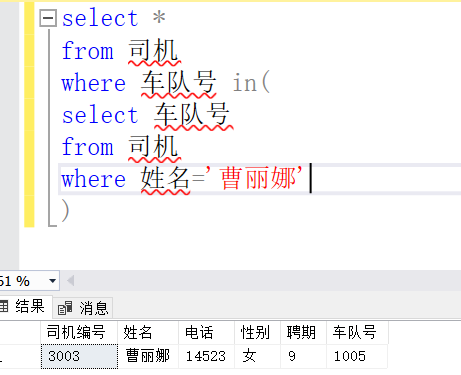 select *
from 司机
where 车队号 in(
select 车队号
from 司机
where 姓名='曹丽娜'
)
51 %
结果 消息
司机编号 姓名 电话 性别 聘期 车队号
3003 曹丽娜 14523 女 9 1005